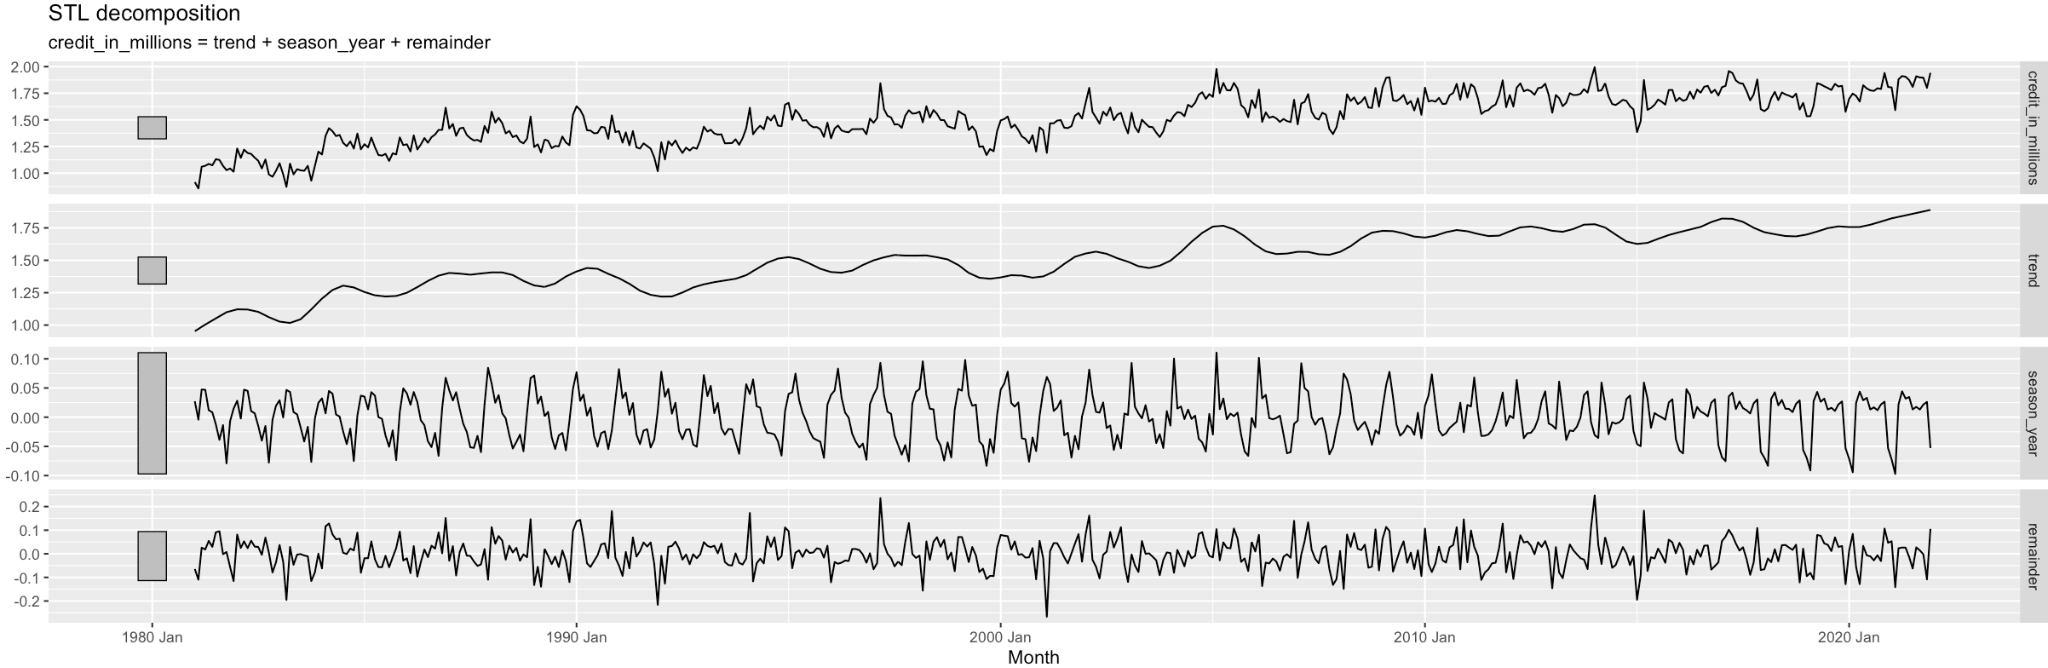 STL decomposition
credit_in_millions = trend + season_year + remainder
2.00
1.75
1.50
1.25
1.00
credit_in_millions
1.75
1.50
1.25
1.00
trend
0.10
0.05
0.00
-0.05
-0.10
season_year
0.2
0.1
0.0
-0.1
-0.2
remainder
1980 Jan 1990 Jan 2000 Jan 2010 Jan 2020 Jan
Month